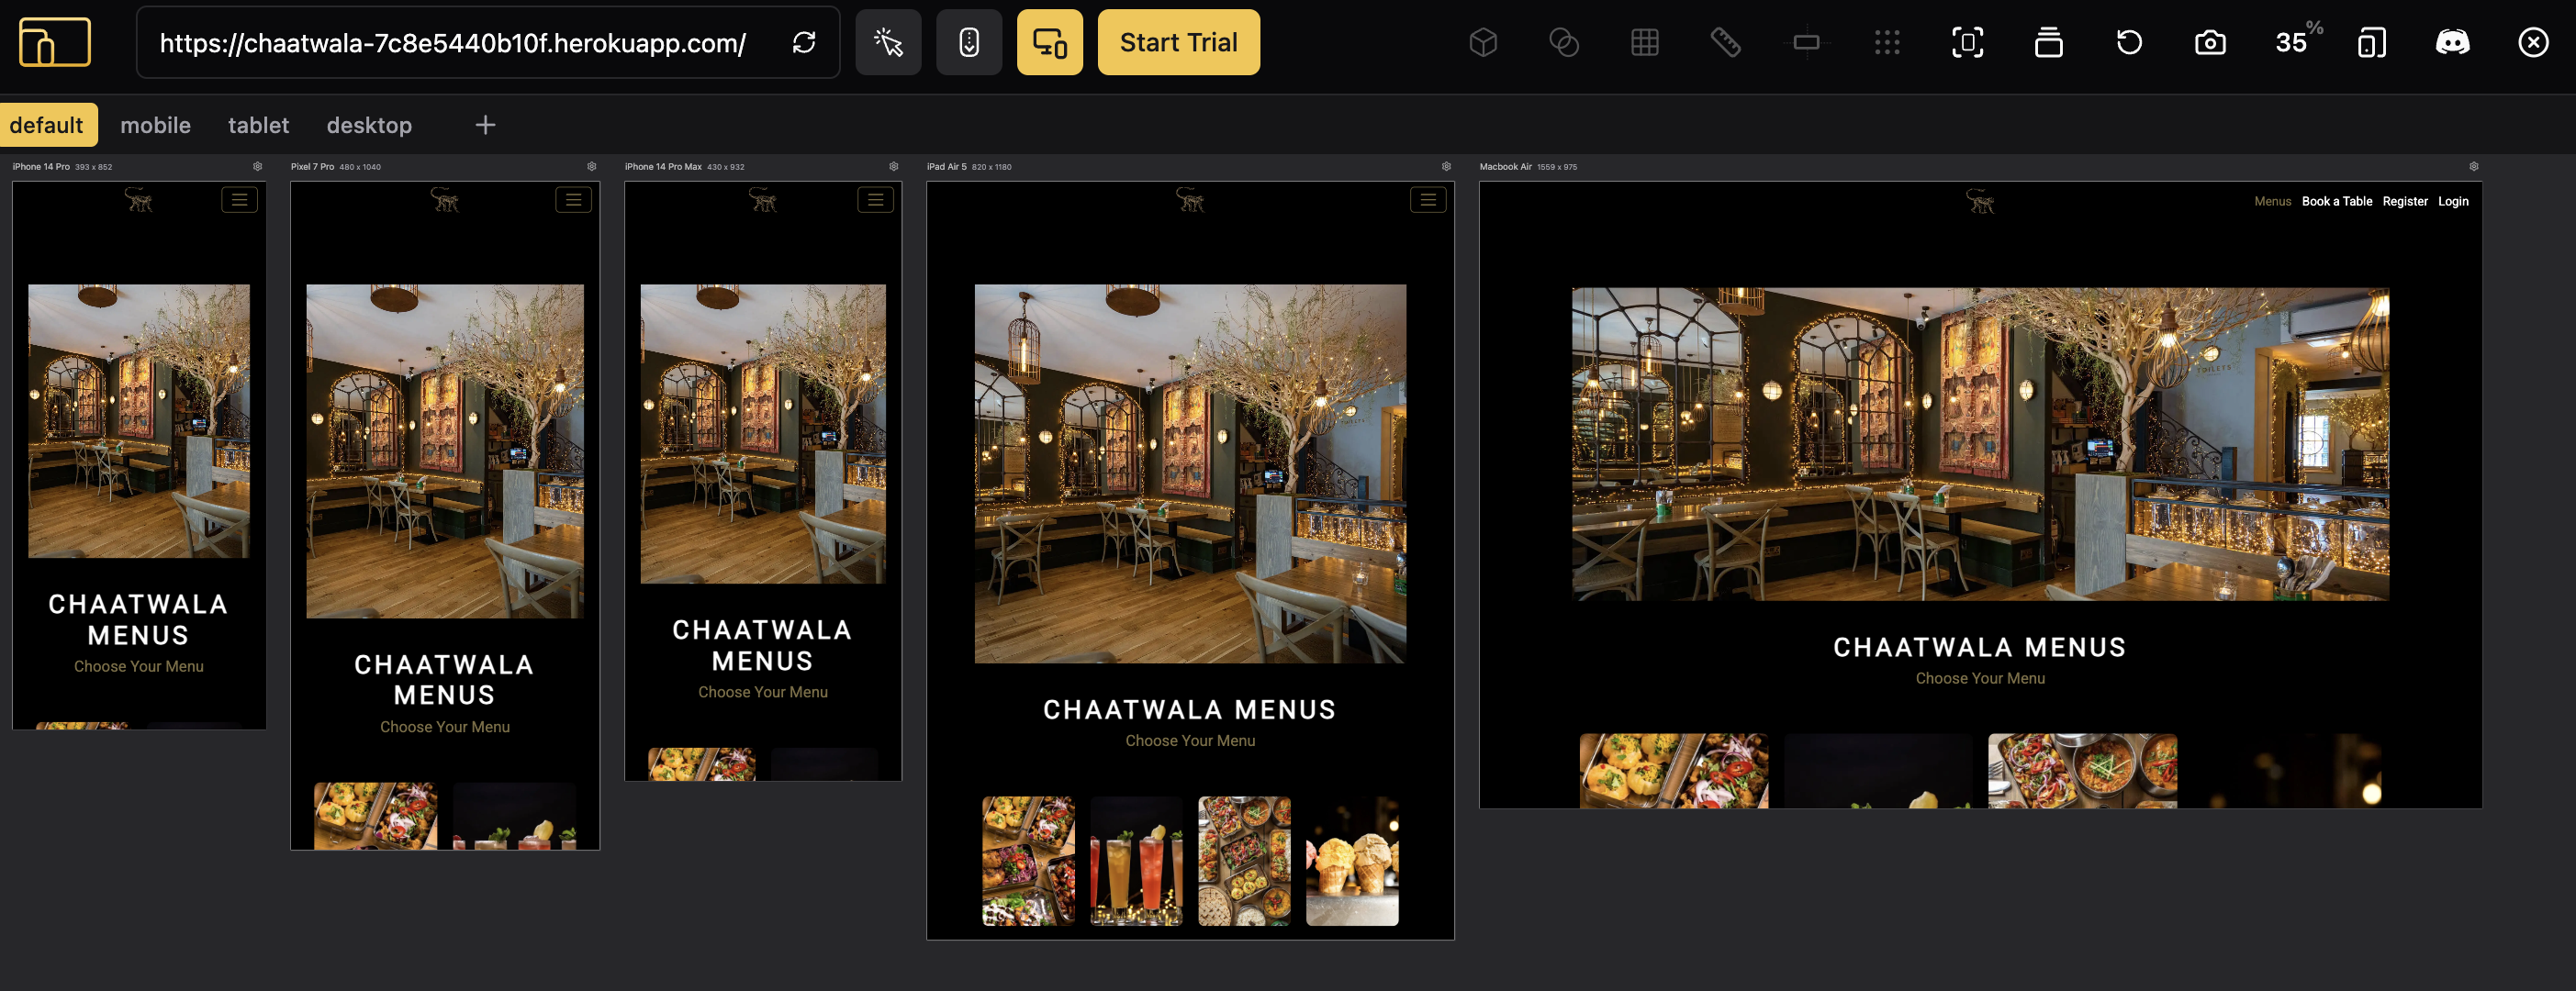 https://chaatwala-7c8e5440b10f.herokuapp.com/
Start Trial
35%
default
mobile
tablet
desktop
iPhone 14 Pro 393 x 852
Pixel 7 Pro 480 x 1040
iPhone 14 Pro Max 430 x 932
iPad Air 5 820 x 1180
Macbook Air 1559 x 975
CHAATWALA
MENUS
Choose Your Menu
CHAATWALA
MENUS
Choose Your Menu
CHAATWALA
MENUS
Choose Your Menu
TOILETS
CHAATWALA MENUS
Choose Your Menu
Menus Book a Table Register Login
TOILETS
CHAATWALA MENUS
Choose Your Menu